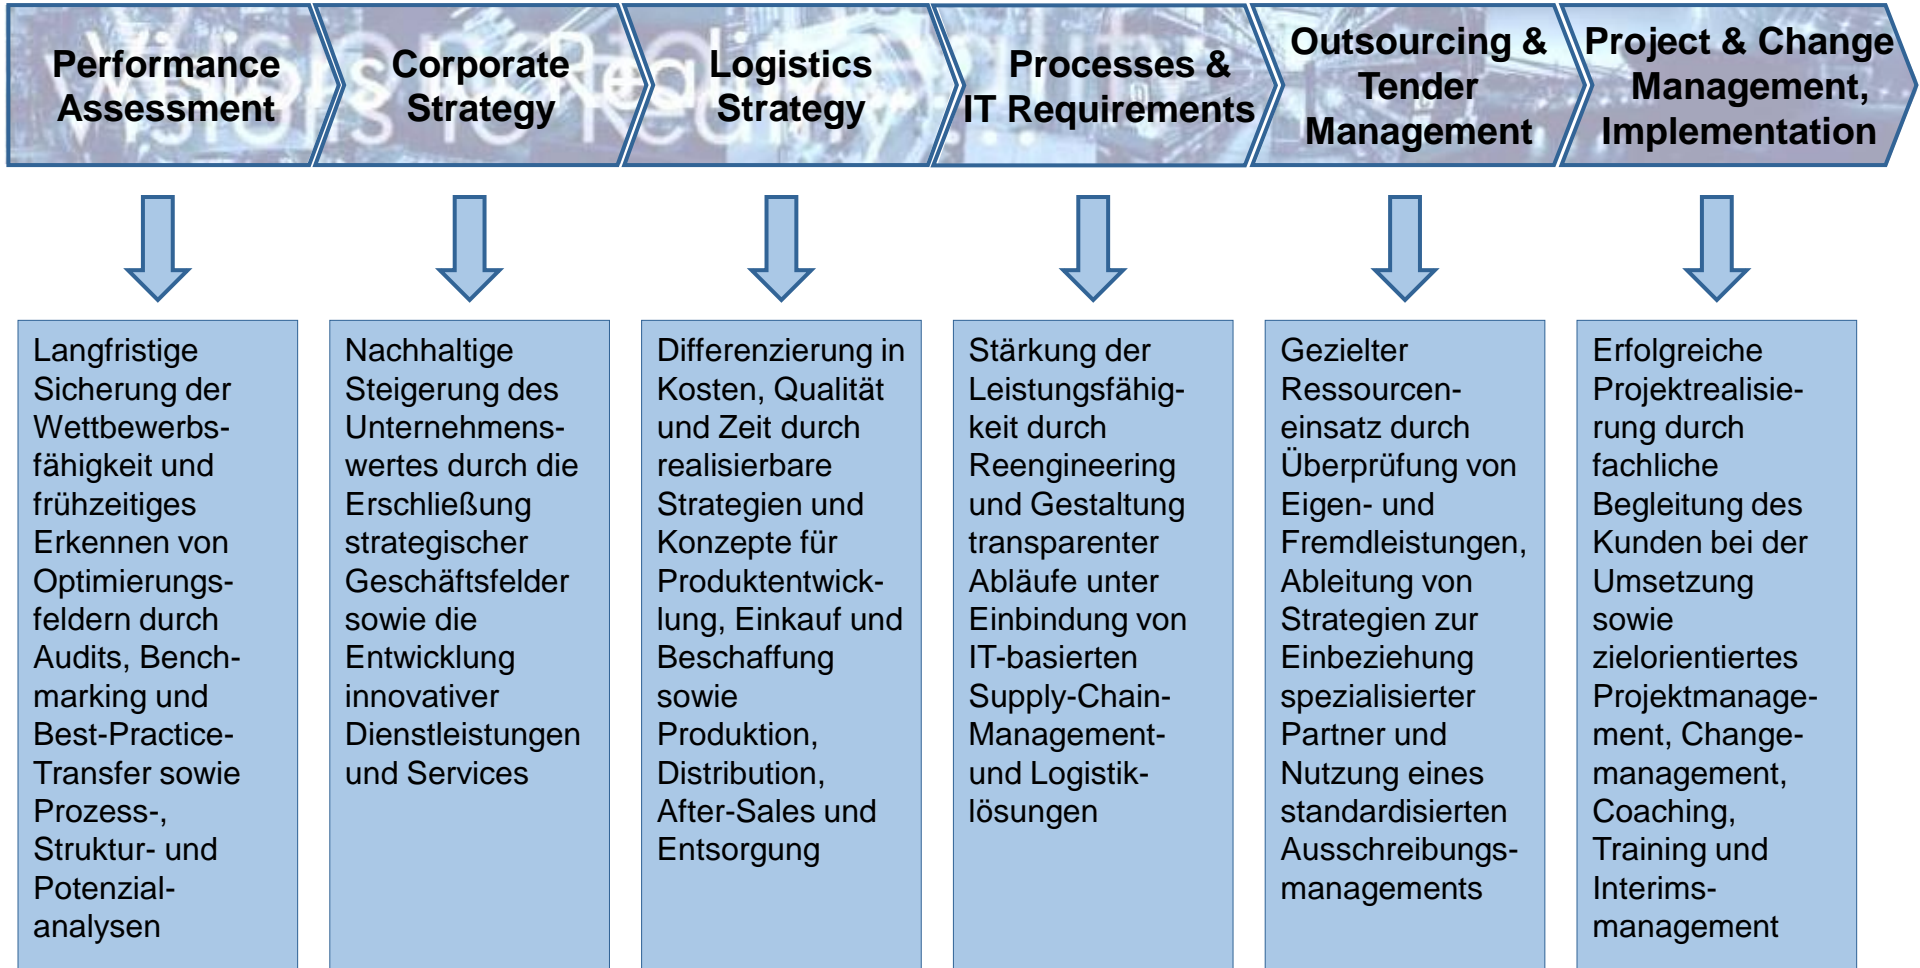 Visions to Reality...
Performance
Assessment
Corporate
Strategy
Logistics
Strategy
Processes &
IT Requirements
Outsourcing &
Tender
Management
Project & Change
Management,
Implementation
Langfristige
Sicherung der
Wettbewerbs-
fähigkeit und
frühzeitiges
Erkennen von
Optimierungs-
feldern durch
Audits, Bench-
marking und
Best-Practice-
Transfer sowie
Prozess-,
Struktur- und
Potenzial-
analysen
Nachhaltige
Steigerung des
Unternehmens-
wertes durch die
Erschließung
strategischer
Geschäftsfelder
sowie die
Entwicklung
innovativer
Dienstleistungen
und Services
Differenzierung in
Kosten, Qualität
und Zeit durch
realisierbare
Strategien und
Konzepte für
Produktentwick-
lung, Einkauf und
Beschaffung
sowie
Produktion,
Distribution,
After-Sales und
Entsorgung
Stärkung der
Leistungsfähig-
keit durch
Reengineering
und Gestaltung
transparenter
Abläufe unter
Einbindung von
IT-basierten
Supply-Chain-
Management-
und Logistik-
lösungen
Gezielter
Ressourcen-
einsatz durch
Überprüfung von
Eigen- und
Fremdleistungen,
Ableitung von
Strategien zur
Einbeziehung
spezialisierter
Partner und
Nutzung eines
standardisierten
Ausschreibungs-
managements
Erfolgreiche
Projektrealisie-
rung durch
fachliche
Begleitung des
Kunden bei der
Umsetzung
sowie
zielorientiertes
Projektmanage-
ment, Change-
management,
Coaching,
Training und
Interims-
management